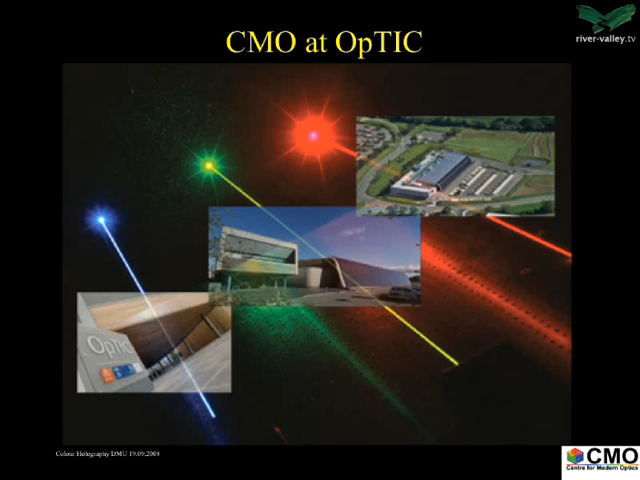 CMO at OpTIC
river-valley.tv
OpTIC
Colour Holography DMU 19.09.2008
CMO
Centre for Modern Optics